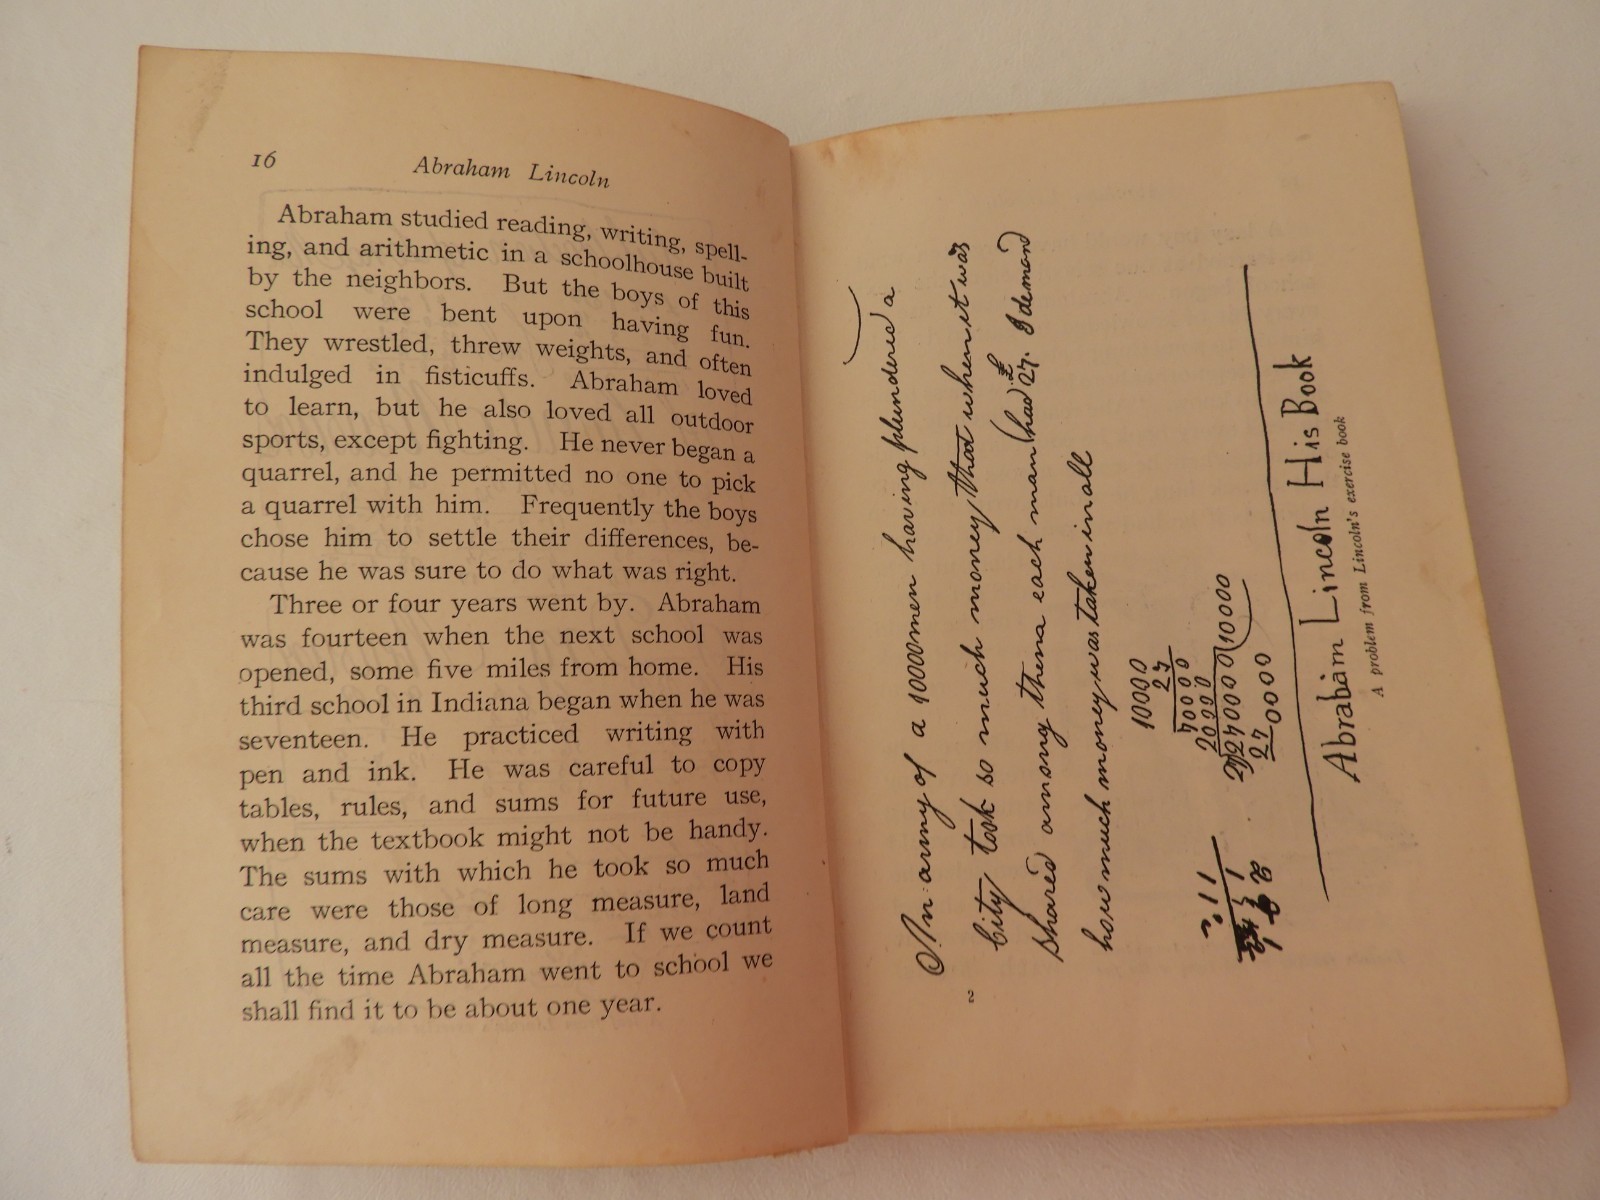 16
Abraham Lincoln
Abraham studied reading, writing, spell-
ing, and arithmetic in a schoolhouse built
by the neighbors. But the boys of this
school were bent upon having fun.
They wrestled, threw weights, and often
indulged in fisticuffs. Abraham loved
to learn, but he also loved all outdoor
sports, except fighting. He never began a
quarrel, and he permitted no one to pick
a quarrel with him. Frequently the boys
chose him to settle their differences, be-
cause he was sure to do what was right.
Three or four years went by. Abraham
was fourteen when the next school was
opened, some five miles from home. His
third school in Indiana began when he was
seventeen. He practiced writing with
pen and ink. He was careful to copy
tables, rules, and sums for future use,
when the textbook might not be handy.
The sums with which he took so much
care were those of long measure, land
measure, and dry measure. If we count
all the time Abraham went to school we
shall find it to be about one year.
An army of a 10000 men having plundered a
City took so much money that when it was
shared among them each man had £27. I demand
how much money was taken in all
10000
27
70000
20000
27)270000(10000
27
0000
Abraham Lincoln His Book
A problem from Lincoln's exercise book
2